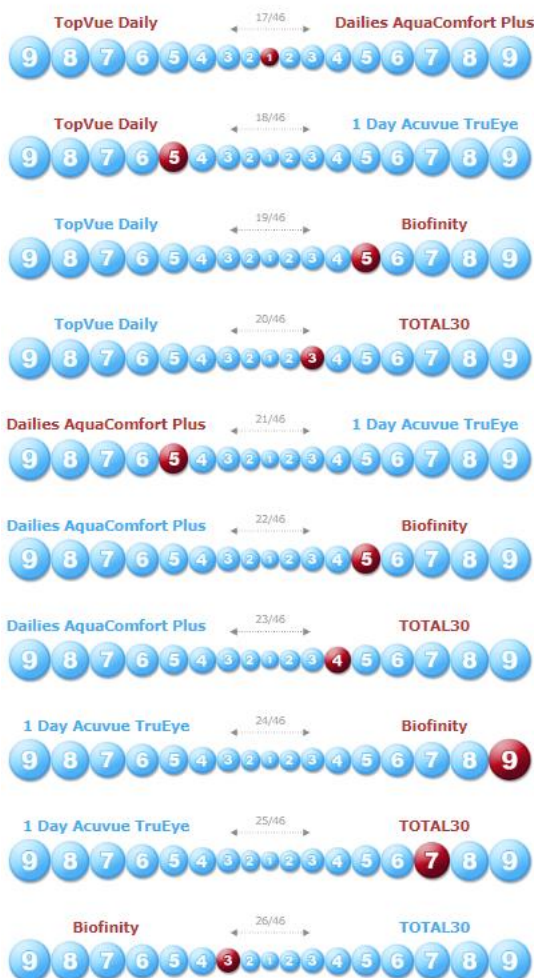 TopVue Daily 17/46 Dailies AquaComfort Plus
9 8 7 6 5 4 3 2 1 2 3 4 5 6 7 8 9
TopVue Daily 18/46 1 Day Acuvue TruEye
9 8 7 6 5 4 3 2 1 2 3 4 5 6 7 8 9
TopVue Daily 19/46 Biofinity
9 8 7 6 5 4 3 2 1 2 3 4 5 6 7 8 9
TopVue Daily 20/46 TOTAL30
9 8 7 6 5 4 3 2 1 2 3 4 5 6 7 8 9
Dailies AquaComfort Plus 21/46 1 Day Acuvue TruEye
9 8 7 6 5 4 3 2 1 2 3 4 5 6 7 8 9
Dailies AquaComfort Plus 22/46 Biofinity
9 8 7 6 5 4 3 2 1 2 3 4 5 6 7 8 9
Dailies AquaComfort Plus 23/46 TOTAL30
9 8 7 6 5 4 3 2 1 2 3 4 5 6 7 8 9
1 Day Acuvue TruEye 24/46 Biofinity
9 8 7 6 5 4 3 2 1 2 3 4 5 6 7 8 9
1 Day Acuvue TruEye 25/46 TOTAL30
9 8 7 6 5 4 3 2 1 2 3 4 5 6 7 8 9
Biofinity 26/46 TOTAL30
9 8 7 6 5 4 3 2 1 2 3 4 5 6 7 8 9